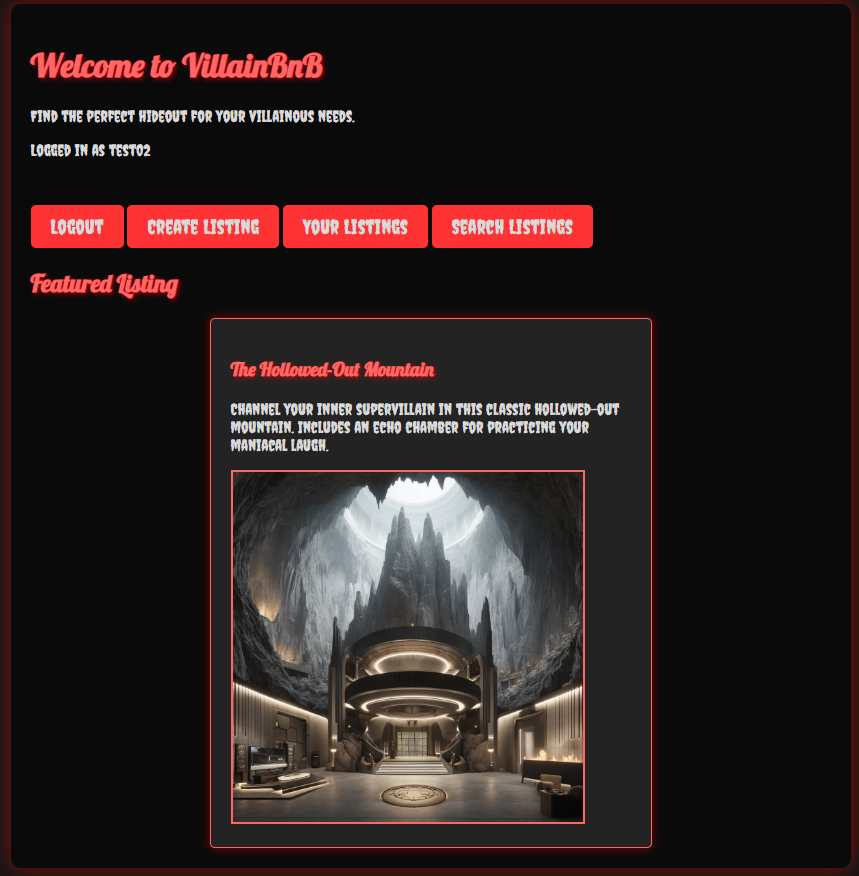 Welcome to VillainBnB
FIND THE PERFECT HIDEOUT FOR YOUR VILLAINOUS NEEDS.
LOGGED IN AS TEST02
LOGOUT
CREATE LISTING
YOUR LISTINGS
SEARCH LISTINGS
Featured Listing
The Hollowed-Out Mountain
CHANNEL YOUR INNER SUPERVILLAIN IN THIS CLASSIC HOLLOWED-OUT
MOUNTAIN. INCLUDES AN ECHO CHAMBER FOR PRACTICING YOUR
MANIACAL LAUGH.